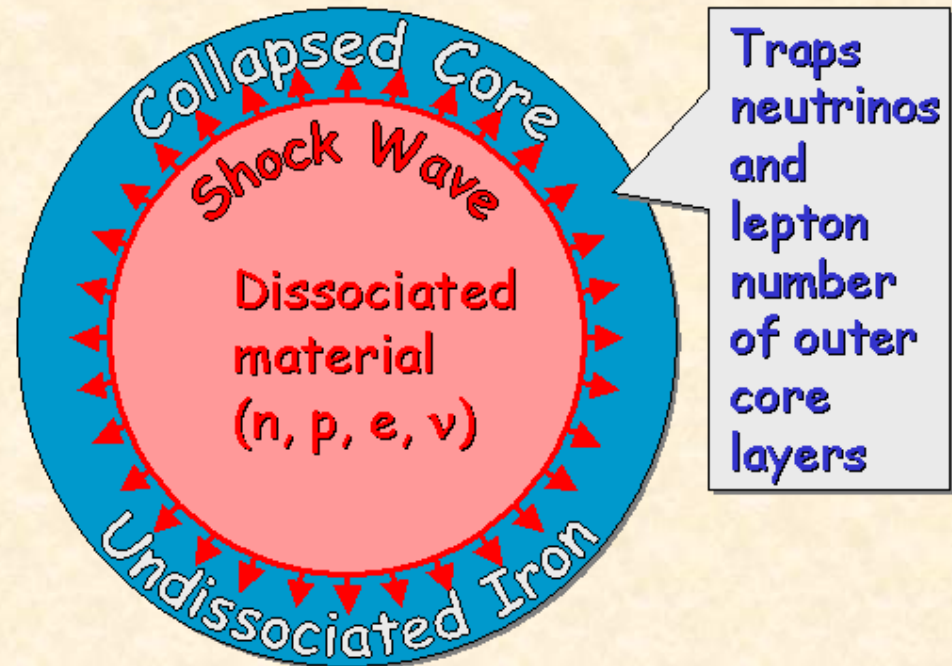 Collapsed Core
Shock Wave
Dissociated
material
(n, p, e, ν)
Undissociated Iron
Traps
neutrinos
and
lepton
number
of outer
core
layers